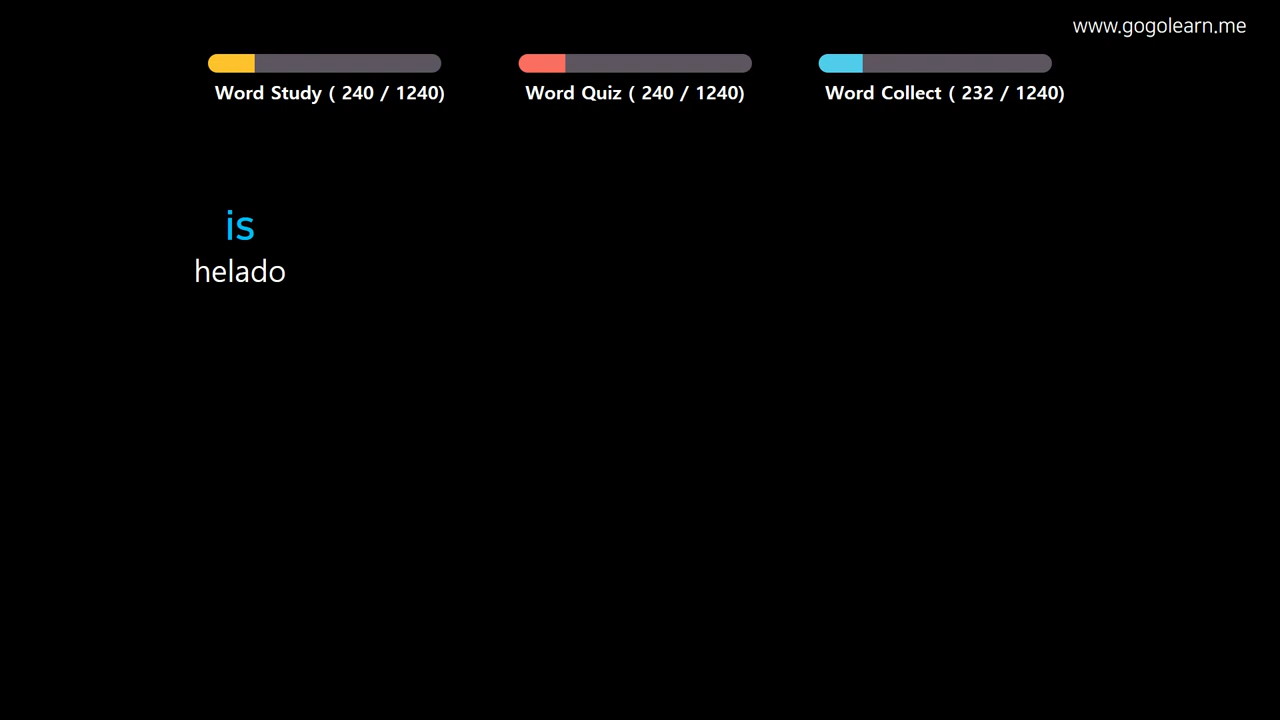 www.gogolearn.me
Word Study ( 240 / 1240)
Word Quiz ( 240 / 1240)
Word Collect ( 232 / 1240)
is
helado